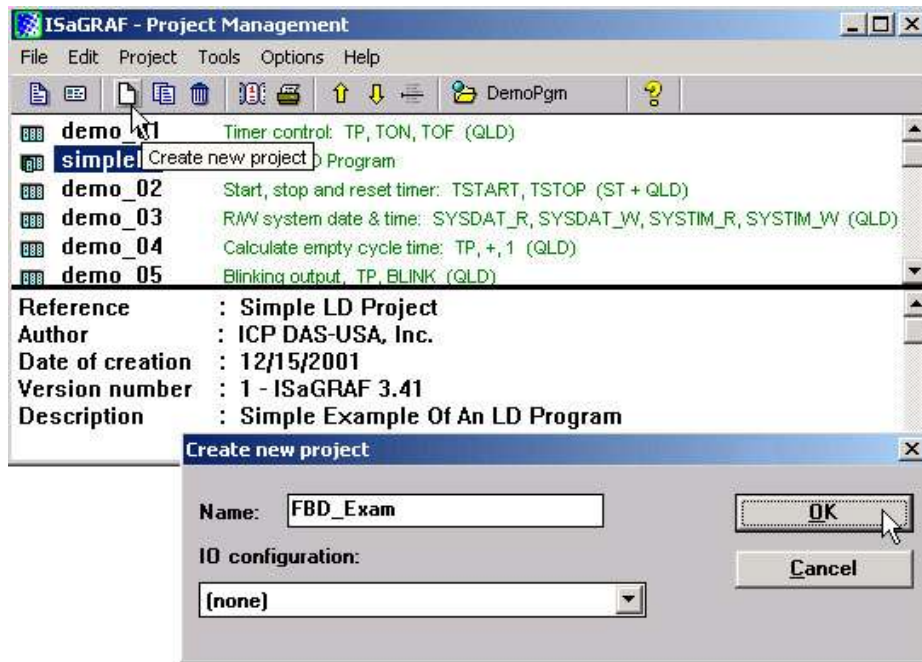 ISaGRAF - Project Management
File Edit Project Tools Options Help
DemoPgm
demo_01 Timer control: TP, TON, TOF (QLD)
simplel Create new project D Program
demo_02 Start, stop and reset timer: TSTART, TSTOP (ST + QLD)
demo_03 R/W system date & time: SYSDAT_R, SYSDAT_W, SYSTIM_R, SYSTIM_W (QLD)
demo_04 Calculate empty cycle time: TP, +, 1 (QLD)
demo_05 Blinking output, TP, BLINK (QLD)
Reference : Simple LD Project
Author : ICP DAS-USA, Inc.
Date of creation : 12/15/2001
Version number : 1 - ISaGRAF 3.41
Description : Simple Example Of An LD Program
Create new project
Name: FBD_Exam
OK
IO configuration:
Cancel
(none)